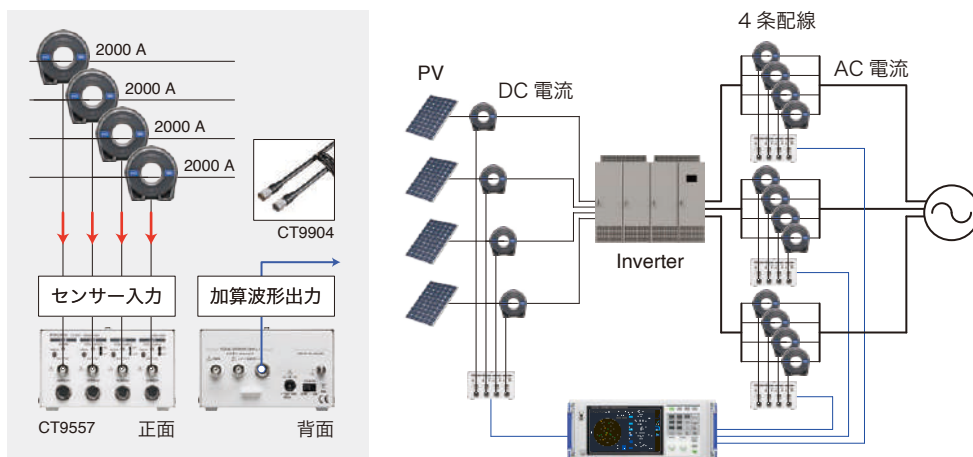 2000 A
2000 A
2000 A
2000 A
CT9904
センサー入力
加算波形出力
CT9557
正面
背面
PV
DC 電流
Inverter
4 条配線
AC 電流